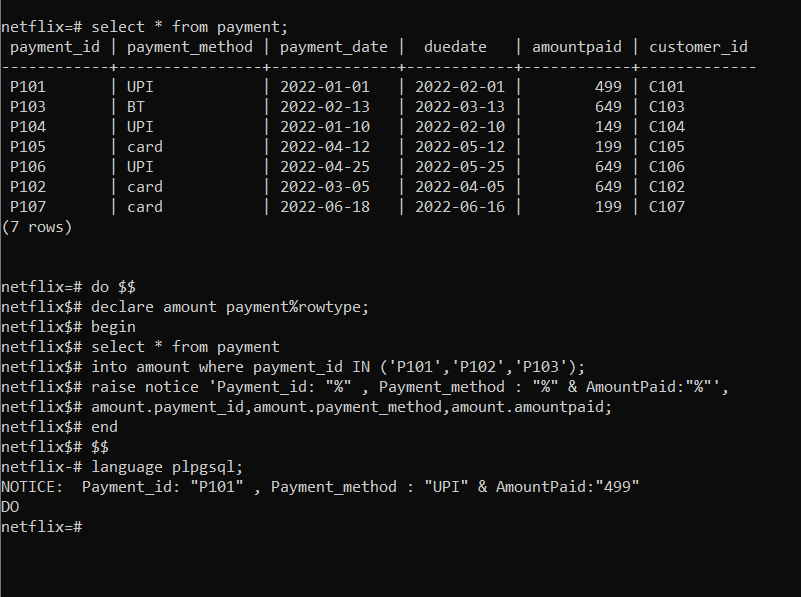 netflix=# select * from payment;
 payment_id | payment_method | payment_date |  duedate   | amountpaid | customer_id
------------+----------------+--------------+------------+------------+-------------
 P101       | UPI            | 2022-01-01   | 2022-02-01 |        499 | C101
 P103       | BT             | 2022-02-13   | 2022-03-13 |        649 | C103
 P104       | UPI            | 2022-01-10   | 2022-02-10 |        149 | C104
 P105       | card           | 2022-04-12   | 2022-05-12 |        199 | C105
 P106       | UPI            | 2022-04-25   | 2022-05-25 |        649 | C106
 P102       | card           | 2022-03-05   | 2022-04-05 |        649 | C102
 P107       | card           | 2022-06-18   | 2022-06-16 |        199 | C107
(7 rows)
netflix=# do $$
netflix$# declare amount payment%rowtype;
netflix$# begin
netflix$# select * from payment
netflix$# into amount where payment_id IN ('P101','P102','P103');
netflix$# raise notice 'Payment_id: "%" , Payment_method : "%" & AmountPaid:"%"',
netflix$# amount.payment_id,amount.payment_method,amount.amountpaid;
netflix$# end
netflix$# $$
netflix-# language plpgsql;
NOTICE:  Payment_id: "P101" , Payment_method : "UPI" & AmountPaid:"499"
DO
netflix=#